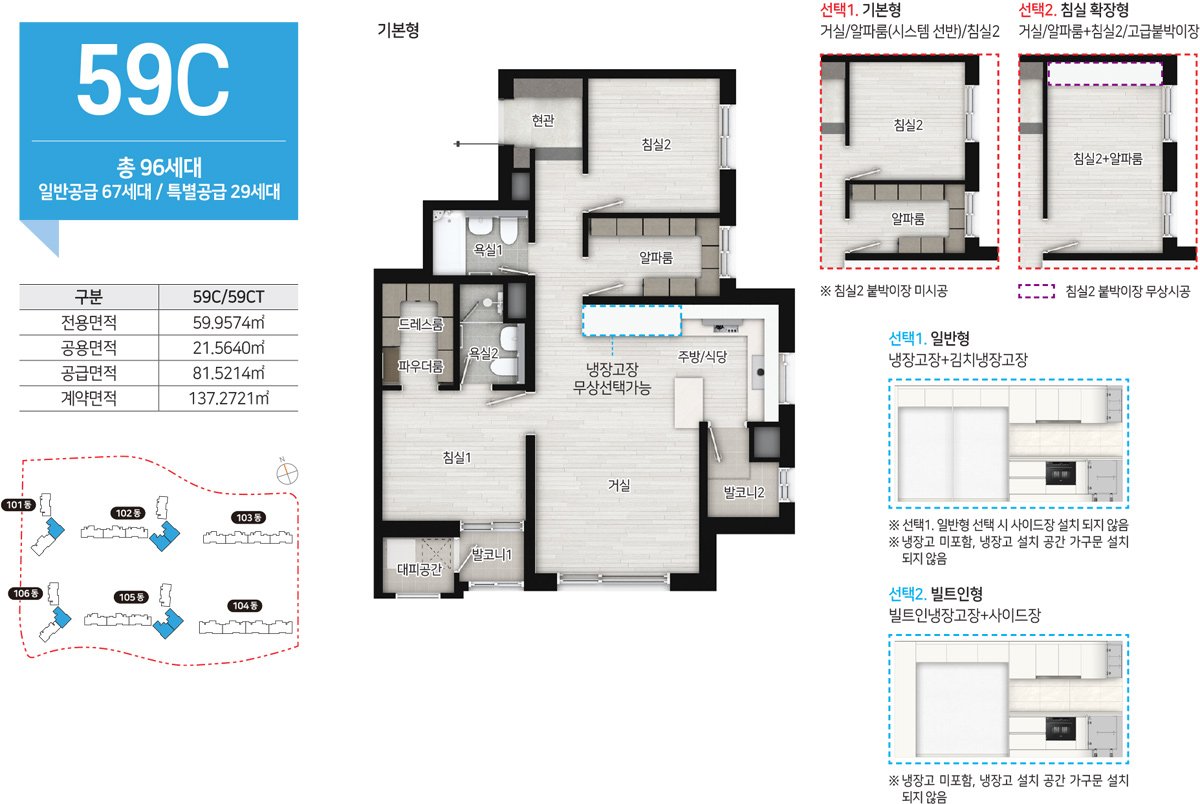 59C
총 96세대
일반공급 67세대 / 특별공급 29세대
구분 59C/59CT
전용면적 59.9574㎡
공용면적 21.5640㎡
공급면적 81.5214㎡
계약면적 137.2721㎡
N
101동
102동
103동
106동
105동
104동
기본형
현관
침실2
욕실1
알파룸
드레스룸
욕실2
파우더룸
주방/식당
냉장고장
무상선택가능
침실1
거실
발코니2
발코니1
대피공간
선택1. 기본형
거실/알파룸(시스템 선반)/침실2
침실2
알파룸
※ 침실2 붙박이장 미시공
선택2. 침실 확장형
거실/알파룸+침실2/고급붙박이장
침실2+알파룸
침실2 붙박이장 무상시공
선택1. 일반형
냉장고장+김치냉장고장
※ 선택1. 일반형 선택 시 사이드장 설치 되지 않음
※ 냉장고 미포함, 냉장고 설치 공간 가구문 설치
되지 않음
선택2. 빌트인형
빌트인냉장고장+사이드장
※ 냉장고 미포함, 냉장고 설치 공간 가구문 설치
되지 않음